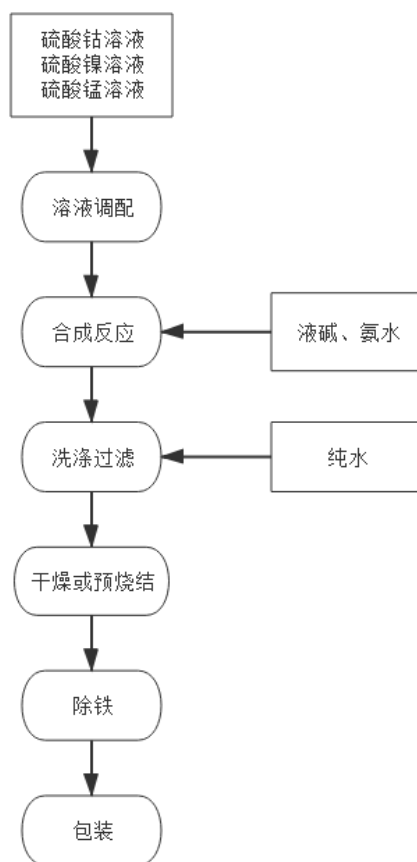 硫酸钴溶液
硫酸镍溶液
硫酸锰溶液
溶液调配
合成反应
液碱、氨水
洗涤过滤
纯水
干燥或预烧结
除铁
包装